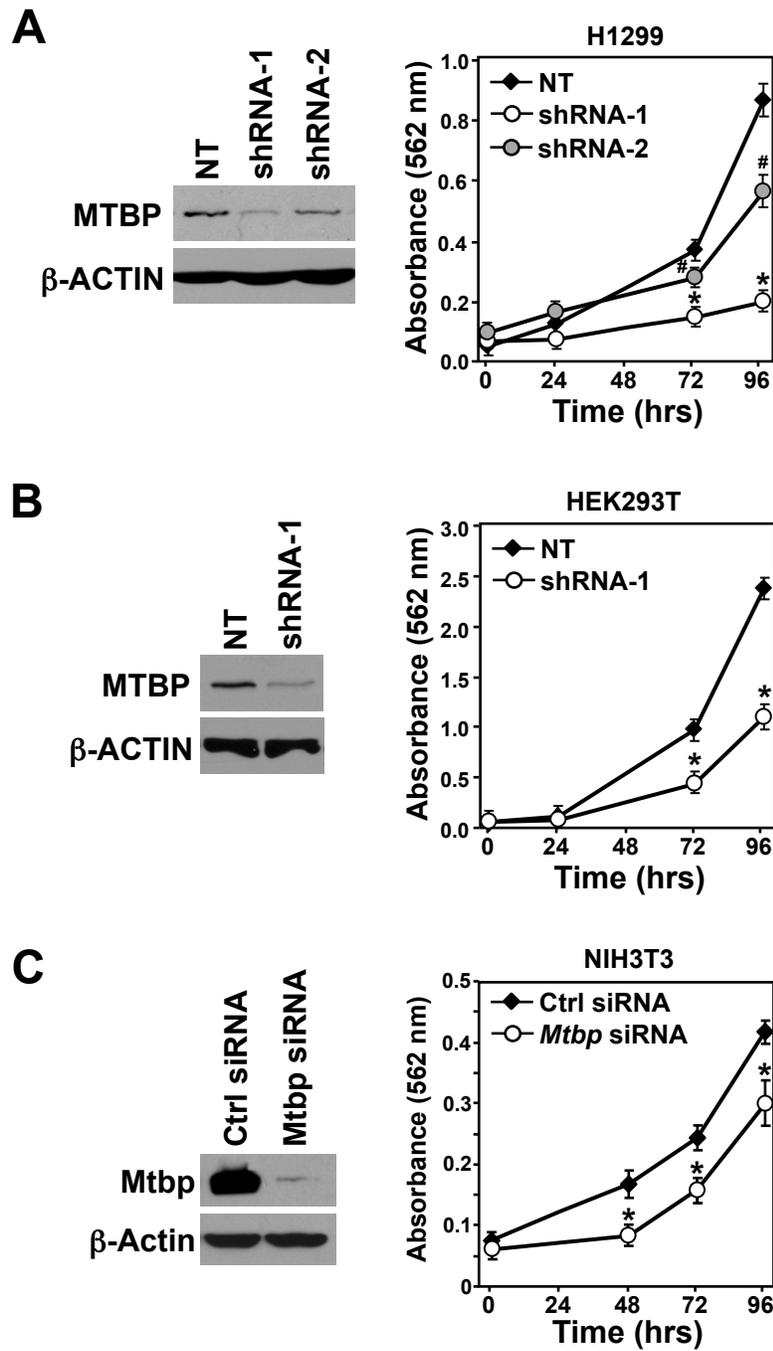 A
NT
shRNA-1
shRNA-2
MTBP
β-ACTIN
H1299
NT
shRNA-1
shRNA-2
Absorbance (562 nm)
1.0
0.8
0.6
0.4
0.2
0.0
#
#
*
*
0 24 48 72 96
Time (hrs)
B
NT
shRNA-1
MTBP
β-ACTIN
HEK293T
NT
shRNA-1
Absorbance (562 nm)
3.0
2.5
2.0
1.5
1.0
0.5
0.0
*
*
0 24 48 72 96
Time (hrs)
C
Ctrl siRNA
Mtbp siRNA
Mtbp
β-Actin
NIH3T3
Ctrl siRNA
Mtbp siRNA
Absorbance (562 nm)
0.5
0.4
0.3
0.2
0.1
0
*
*
*
0 24 48 72 96
Time (hrs)